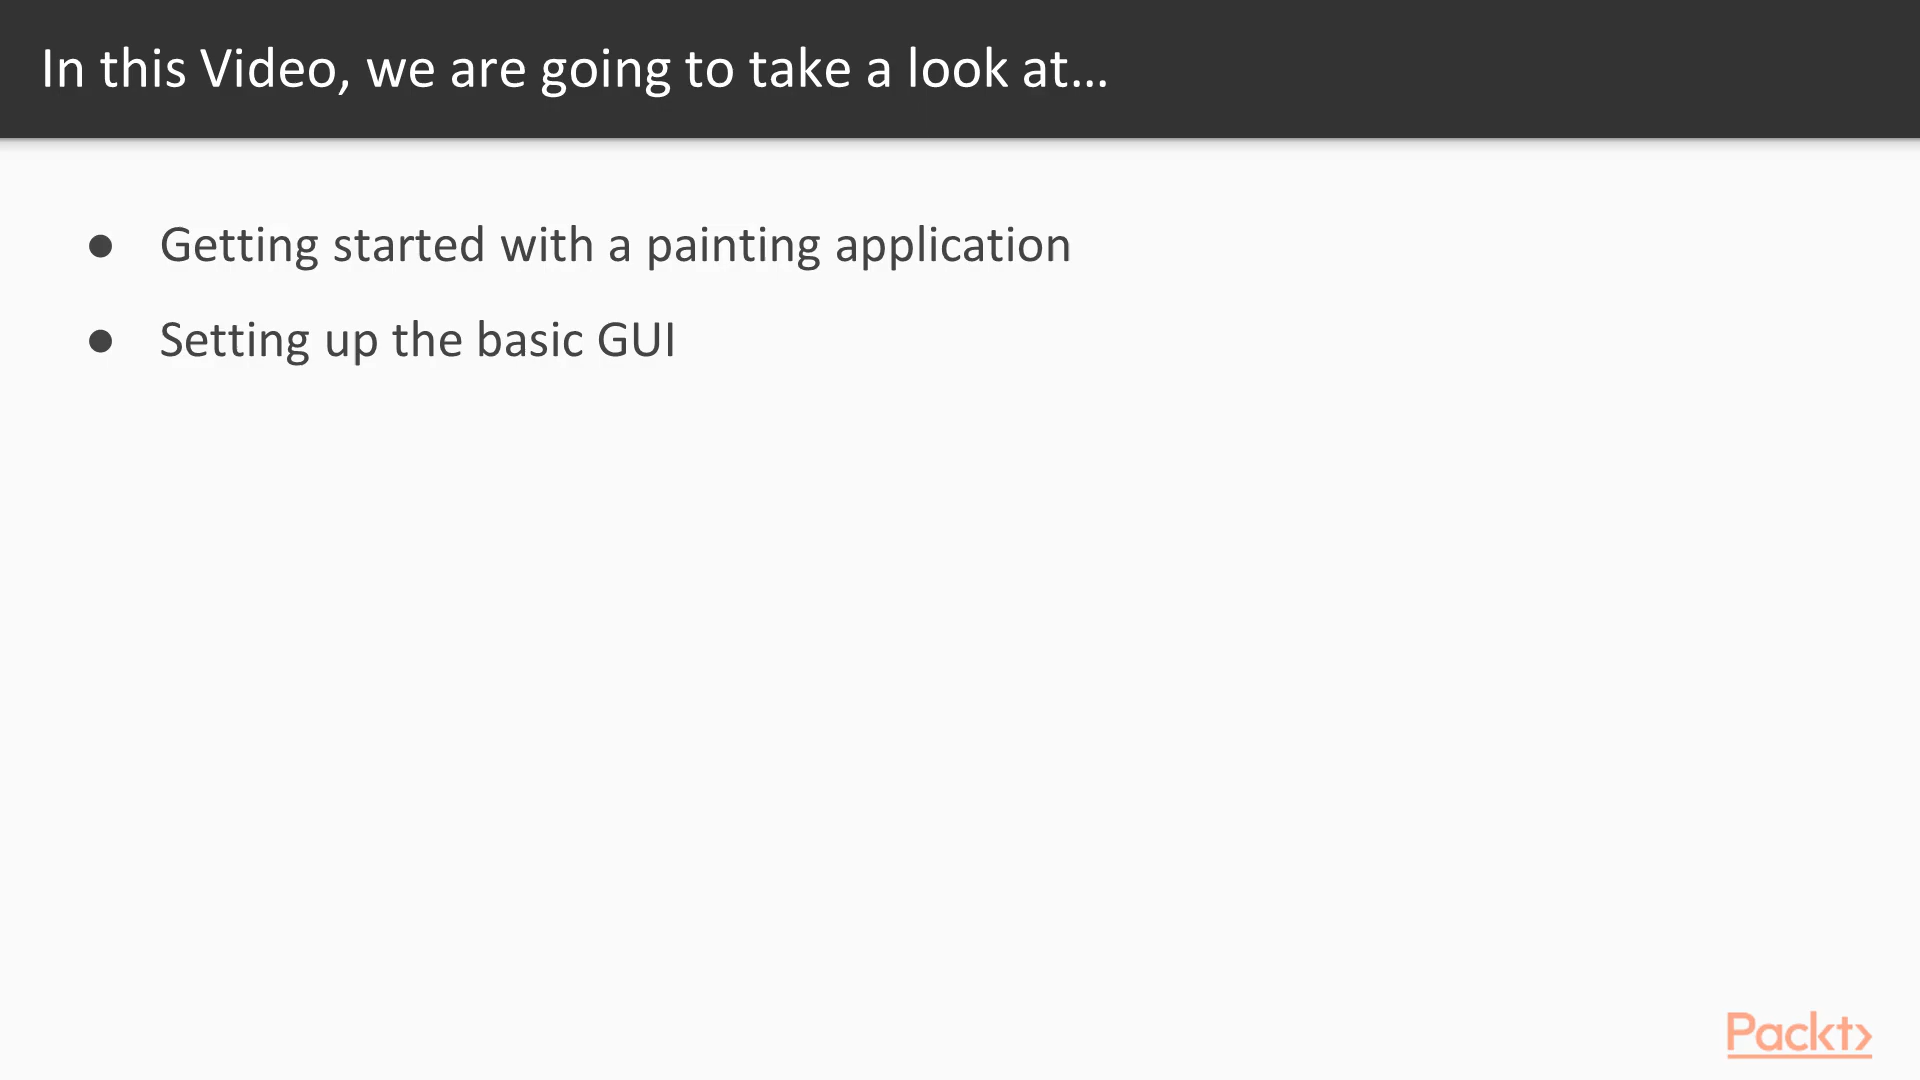 In this Video, we are going to take a look at...
● Getting started with a painting application
● Setting up the basic GUI
Packt>